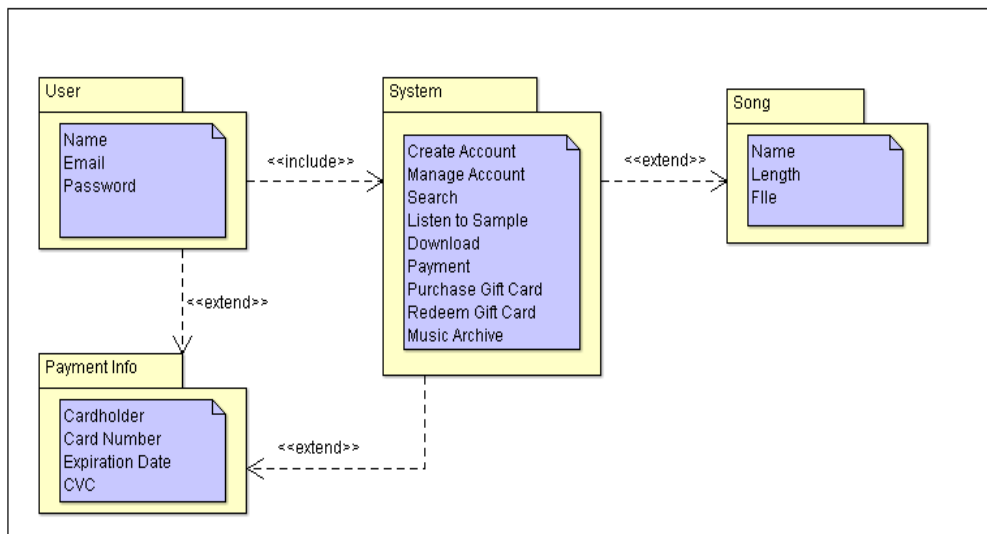 User
Name
Email
Password
<<include>>
System
Create Account
Manage Account
Search
Listen to Sample
Download
Payment
Purchase Gift Card
Redeem Gift Card
Music Archive
<<extend>>
Song
Name
Length
FIle
<<extend>>
Payment Info
Cardholder
Card Number
Expiration Date
CVC
<<extend>>